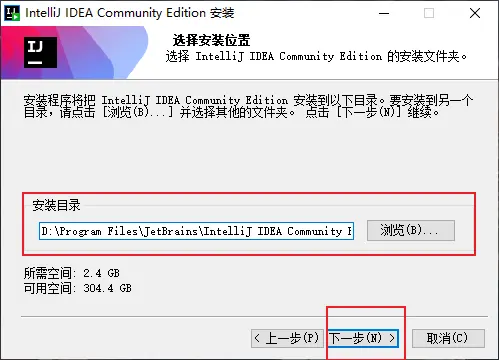 IntelliJ IDEA Community Edition 安装
IJ
选择安装位置
选择 IntelliJ IDEA Community Edition 的安装文件夹。
安装程序将把 IntelliJ IDEA Community Edition 安装到以下目录。要安装到另一个
目录，请点击 [浏览(B)...] 并选择其他的文件夹。 点击 [下一步(N)] 继续。
安装目录
D:\Program Files\JetBrains\IntelliJ IDEA Community
浏览(B)...
所需空间: 2.4 GB
可用空间: 304.4 GB
< 上一步(P)
下一步(N) >
取消(C)